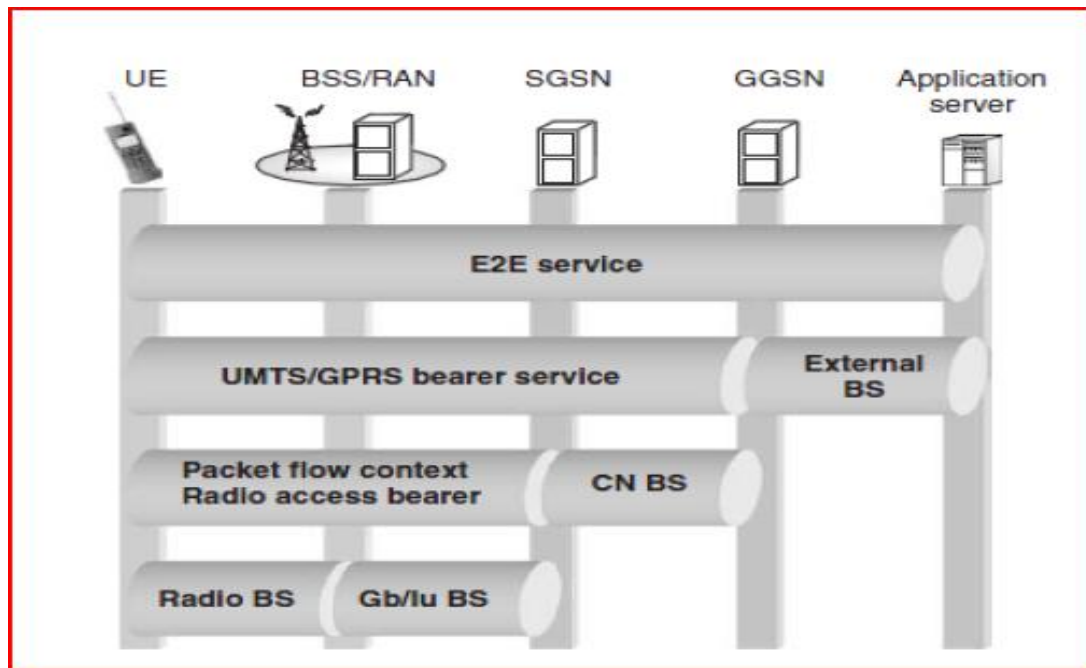 UE
BSS/RAN
SGSN
GGSN
Application
server
E2E service
UMTS/GPRS bearer service
External
BS
Packet flow context
Radio access bearer
CN BS
Radio BS
Gb/Iu BS